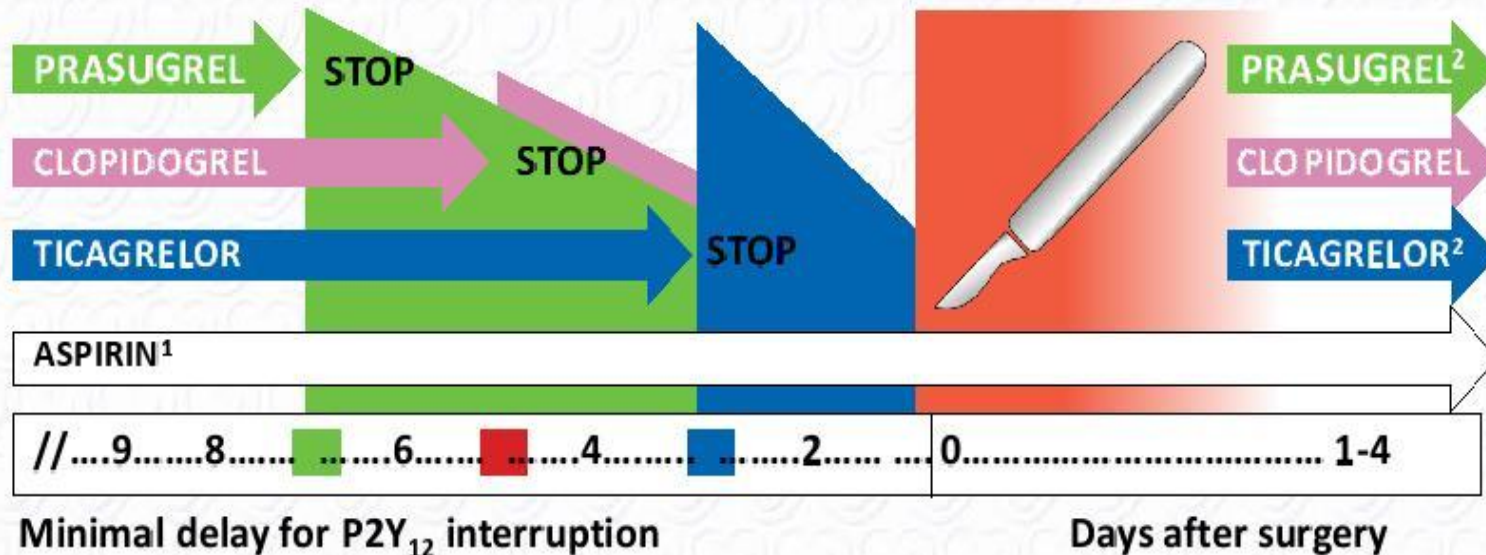 PRASUGREL
STOP
PRASUGREL²
CLOPIDOGREL
STOP
CLOPIDOGREL
TICAGRELOR
STOP
TICAGRELOR²
ASPIRIN¹
//....9.......8....... .......6....... .......4........ ........2...... ....0...................................... 1-4
Minimal delay for P2Y₁₂ interruption
Days after surgery